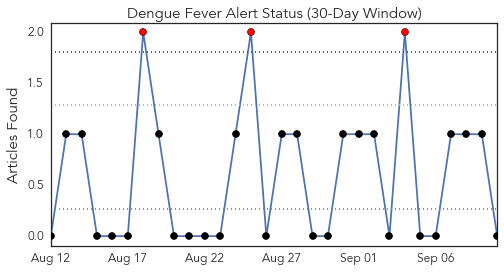 Dengue Fever Alert Status (30-Day Window)
Articles Found
2.0
1.5
1.0
0.5
0.0
Aug 12 Aug 17 Aug 22 Aug 27 Sep 01 Sep 06